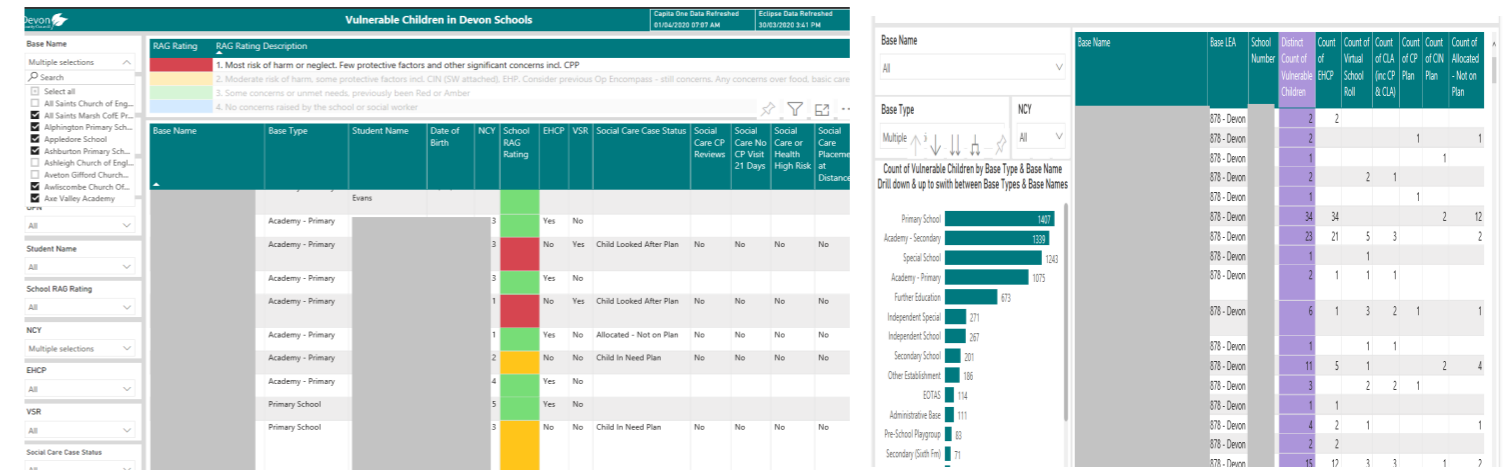 Devon
Vulnerable Children in Devon Schools
Capita One Data Refreshed
01/04/2020 07:07 AM
Eclipse Data Refreshed
30/03/2020 3:41 PM
Base Name
Multiple selections
Search
Select all
All Saints Church of Eng...
All Saints Marsh CofE Pr...
Alphington Primary Sch...
Appledore School
Ashburton Primary Sch...
Ashleigh Church of Engl...
Aveton Gifford Church...
Awliscombe Church Of...
Axe Valley Academy
UPN
All
Student Name
All
School RAG Rating
All
NCY
Multiple selections
EHCP
All
VSR
All
Social Care Case Status
All
RAG Rating RAG Rating Description
1. Most risk of harm or neglect. Few protective factors and other significant concerns incl. CPP
2. Moderate risk of harm, some protective factors incl. CIN (SW attached), EHP. Consider previous Op Encompass - still concerns. Any concerns over food, basic care
3. Some concerns or unmet needs, previously been Red or Amber
4. No concerns raised by the school or social worker
Base Name Base Type Student Name Date of Birth NCY School RAG Rating EHCP VSR Social Care Case Status Social Care CP Reviews Social Care No CP Visit 21 Days Social Care or Health High Risk Social Care Placeme at Distance
Evans
Academy - Primary 3 Yes No
Academy - Primary 3 No Yes Child Looked After Plan No No No No
Academy - Primary 3 Yes No
Academy - Primary 1 No Yes Child Looked After Plan No No No No
Academy - Primary 1 Yes No Allocated - Not on Plan No No No No
Academy - Primary 2 No No Child In Need Plan No No No No
Academy - Primary 4 Yes No
Primary School 5 Yes No
Primary School 3 No No Child In Need Plan No No No No
Base Name
All
Base Type
Multiple
NCY
All
Count of Vulnerable Children by Base Type & Base Name
Drill down & up to swith between Base Types & Base Names
Primary School 1407
Academy - Secondary 1339
Special School 1243
Academy - Primary 1075
Further Education 673
Independent Special 271
Independent School 267
Secondary School 201
Other Establishment 186
EOTAS 114
Administrative Base 111
Pre-School Playgroup 83
Secondary (Sixth Fm) 71
Base Name Base LEA School Number Distinct Count of Vulnerable Children Count of EHCP Count of Virtual School Roll Count of CLA (inc CP & CLA) Count of CP Plan Count of CIN Plan Count of Allocated - Not on Plan
878 - Devon 2 2
878 - Devon 2 1 1
878 - Devon 1 1
878 - Devon 2 2 1
878 - Devon 1 1
878 - Devon 34 34 2 12
878 - Devon 23 21 5 3 2
878 - Devon 1 1
878 - Devon 2 1 1 1
878 - Devon 6 1 3 2 1 1
878 - Devon 1 1 1
878 - Devon 11 5 1 2 4
878 - Devon 3 2 2 1
878 - Devon 1 1
878 - Devon 4 2 1 1
878 - Devon 2 2
878 - Devon 15 12 3 3 1 2